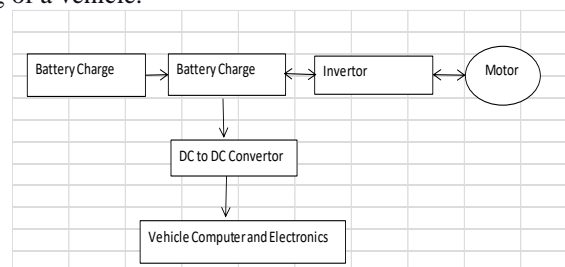 g of a vehicle.
Battery Charge
Battery Charge
Invertor
Motor
DC to DC Convertor
Vehicle Computer and Electronics